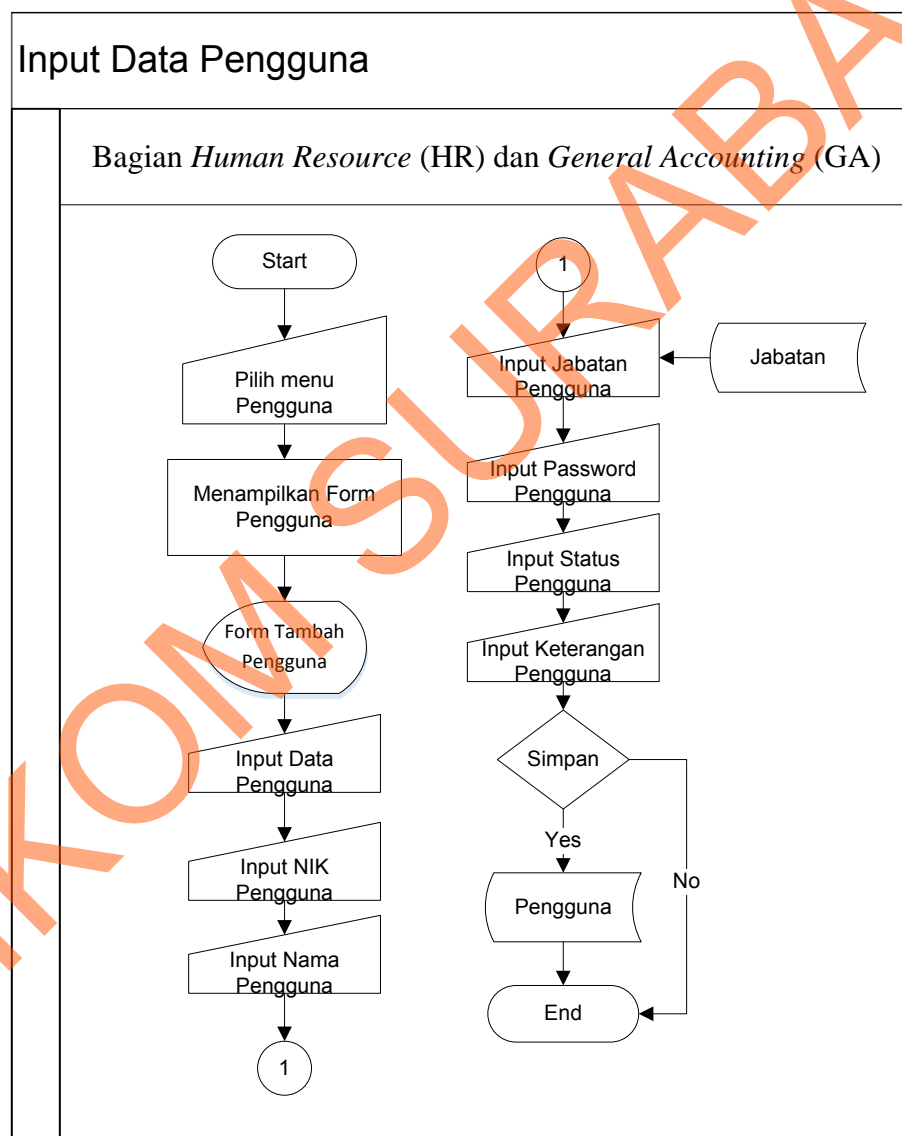 Input Data Pengguna
Bagian Human Resource (HR) dan General Accounting (GA)
Start
Pilih menu
Pengguna
Menampilkan Form
Pengguna
Form Tambah
Pengguna
Input Data
Pengguna
Input NIK
Pengguna
Input Nama
Pengguna
1
1
Input Jabatan
Pengguna
Jabatan
Input Password
Pengguna
Input Status
Pengguna
Input Keterangan
Pengguna
Simpan
Yes
No
Pengguna
End
IKOM SURABA